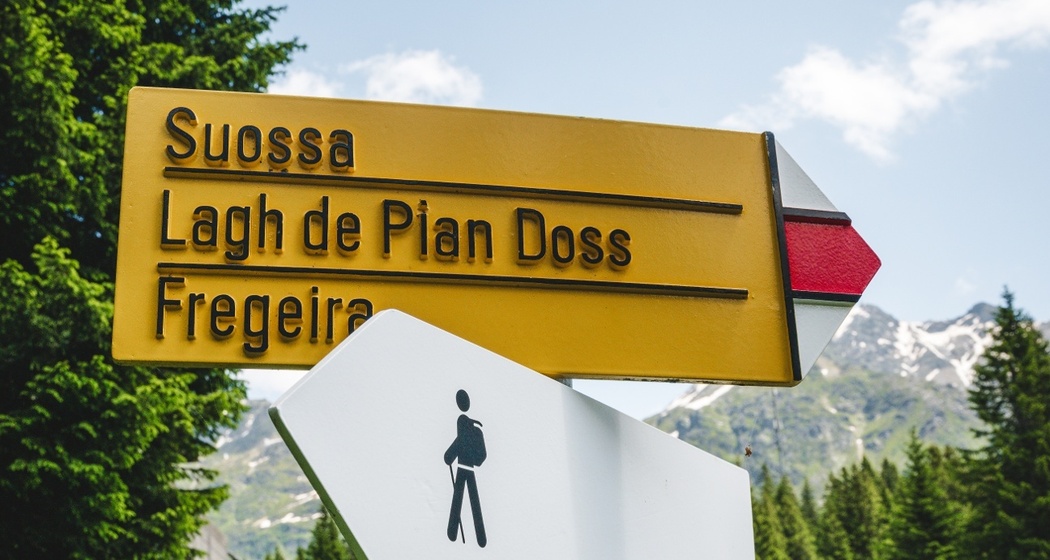 Suossa
Lagh de Pian Doss
Fregeira